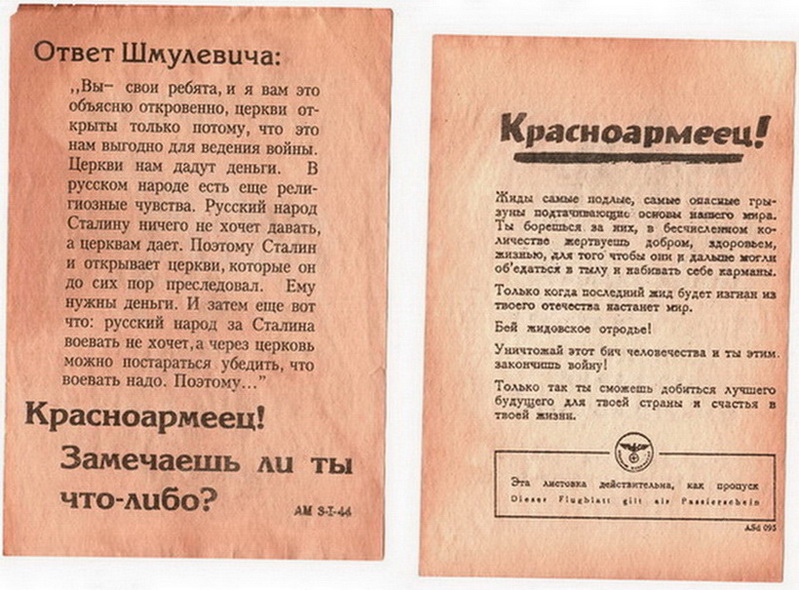 Ответ Шмулевича:
,,Вы— свои ребята, и я вам это
объясню откровенно, церкви от-
крыты только потому, что это
нам выгодно для ведения войны.
Церкви нам дадут деньги. В
русском народе есть еще рели-
гиозные чувства. Русский народ
Сталину ничего не хочет давать,
а церквам дает. Поэтому Сталин
и открывает церкви, которые он
до сих пор преследовал. Ему
нужны деньги. И затем еще вот
что: русский народ за Сталина
воевать не хочет, а через церковь
можно постараться убедить, что
воевать надо. Поэтому..."
Красноармеец!
Замечаешь ли ты
что-либо?
AM 3-I-44
Красноармеец!
Жиды самые подлые, самые опасные гры-
зуны подтачивающие основы нашего мира.
Ты борешься за них, в бесчисленном ко-
личестве жертвуешь добром, здоровьем,
жизнью, для того чтобы они и дальше могли
об'едаться в тылу и набивать себе карманы.
Только когда последний жид будет изгнан из
твоего отечества настанет мир.
Бей жидовское отродье!
Уничтожай этот бич человечества и ты этим
закончишь войну!
Только так ты сможешь добиться лучшего
будущего для твоей страны и счастья в
твоей жизни.
Эта листовка действительна, как пропуск
Dieser Flugblatt gilt als Passierschein
ASd 095